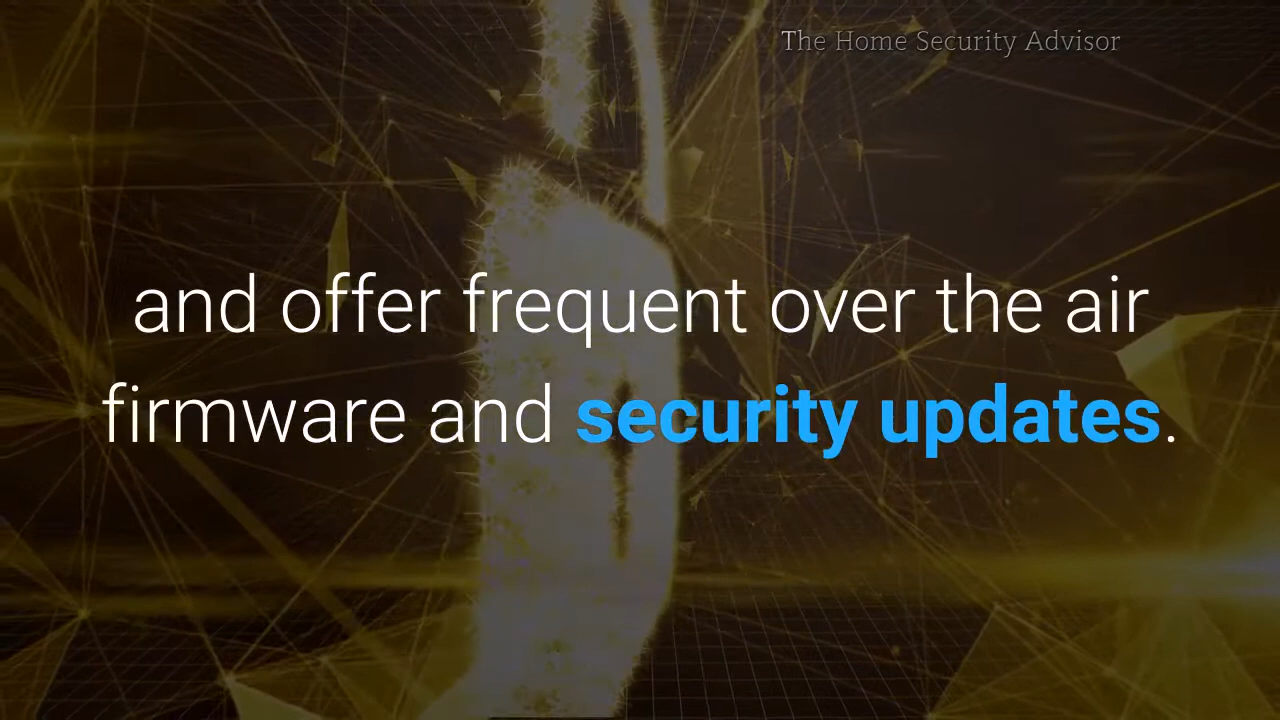 The Home Security Advisor
and offer frequent over the air
firmware and security updates.